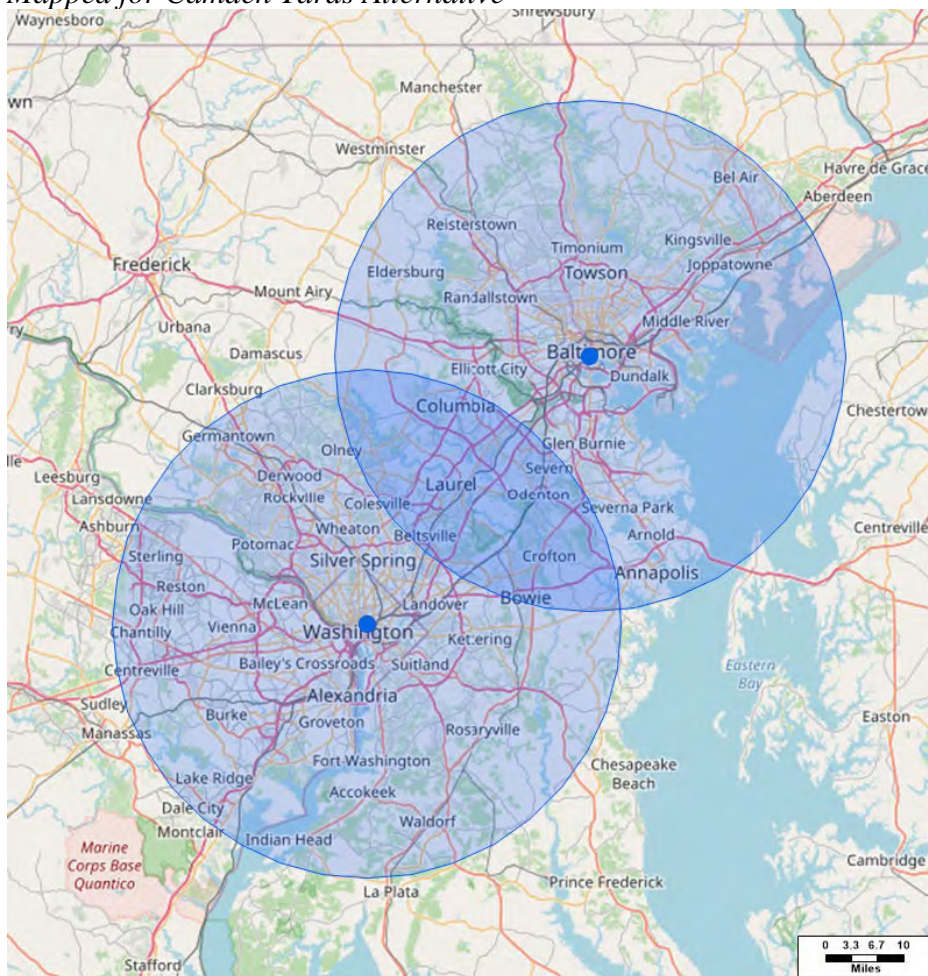 Mapped for Camden Yards Alternative
Waynesboro
Shrewsbury
Manchester
own
Westminster
Havre de Grace
Bel Air
Aberdeen
Reisterstown
Kingsville
Timonium
Frederick
Eldersburg
Towson
Joppatowne
Mount Airy
Randallstown
Middle River
Urbana
Baltimore
Damascus
Ellicott City
Dundalk
Clarksburg
Columbia
Chestertow
Germantown
Olney
Glen Burnie
lle
Leesburg
Derwood
Severn
Laurel
Rockville
Odenton
Lansdowne
Colesville
Severna Park
Ashburn
Wheaton
Beltsville
Arnold
Centreville
Sterling
Potomac
Silver Spring
Crofton
Annapolis
Reston
McLean
Landover
Bowie
Oak Hill
Vienna
Washington
Kettering
Chantilly
Bailey's Crossroads
Suitland
Centreville
Eastern
Bay
Alexandria
Sudley
Burke
Groveton
Rosaryville
Easton
Manassas
Fort Washington
Chesapeake
Beach
Lake Ridge
Accokeek
Dale City
Waldorf
Montclair
Indian Head
Marine
Corps Base
Quantico
Cambridge
La Plata
Prince Frederick
Stafford
0 3.3 6.7 10
Miles